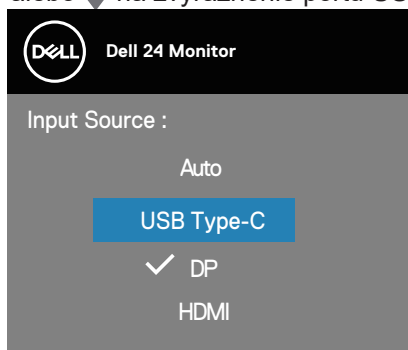 DELL Dell 24 Monitor
Input Source :
Auto
USB Type-C
✓ DP
HDMI